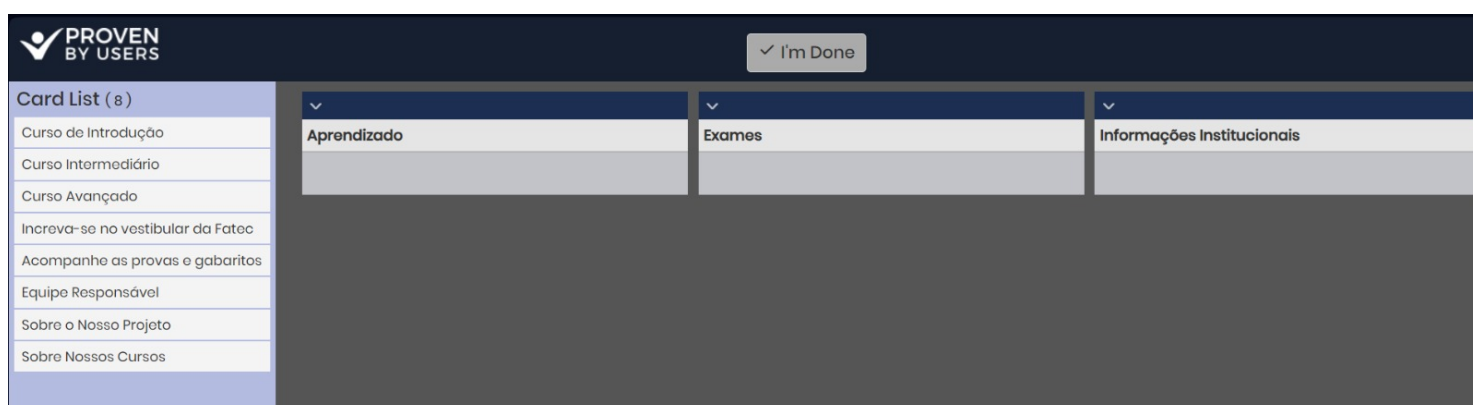 PROVEN
BY USERS
✓ I'm Done
Card List (8)
Curso de Introdução
Curso Intermediário
Curso Avançado
Increva-se no vestibular da Fatec
Acompanhe as provas e gabaritos
Equipe Responsável
Sobre o Nosso Projeto
Sobre Nossos Cursos
Aprendizado
Exames
Informações Institucionais